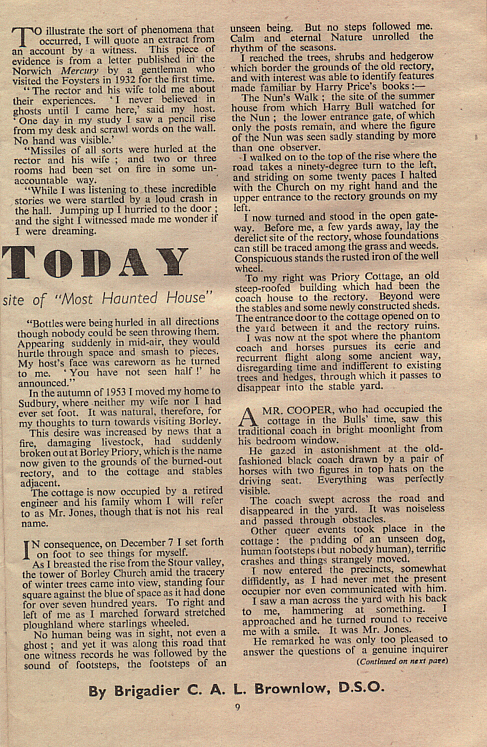 TO illustrate the sort of phenomena that
occurred, I will quote an extract from
an account by a witness. This piece of
evidence is from a letter published in the
Norwich Mercury by a gentleman who
visited the Foysters in 1932 for the first time.
"The rector and his wife told me about
their experiences. 'I never believed in
ghosts until I came here,' said my host.
'One day in my study I saw a pencil rise
from my desk and scrawl words on the wall.
No hand was visible.'
"Missiles of all sorts were hurled at the
rector and his wife ; and two or three
rooms had been set on fire in some un-
accountable way.
"While I was listening to these incredible
stories we were startled by a loud crash in
the hall. Jumping up I hurried to the door ;
and the sight I witnessed made me wonder if
I were dreaming.
TODAY
site of "Most Haunted House"
"Bottles were being hurled in all directions
though nobody could be seen throwing them.
Appearing suddenly in mid-air, they would
hurtle through space and smash to pieces.
My host's face was careworn as he turned
to me. 'You have not seen half !' he
announced."
In the autumn of 1953 I moved my home to
Sudbury, where neither my wife nor I had
ever set foot. It was natural, therefore, for
my thoughts to turn towards visiting Borley.
This desire was increased by news that a
fire, damaging livestock, had suddenly
broken out at Borley Priory, which is the name
now given to the grounds of the burned-out
rectory, and to the cottage and stables
adjacent.
The cottage is now occupied by a retired
engineer and his family whom I will refer
to as Mr. Jones, though that is not his real
name.
IN consequence, on December 7 I set forth
on foot to see things for myself.
As I breasted the rise from the Stour valley,
the tower of Borley Church amid the tracery
of winter trees came into view, standing four
square against the blue of space as it had done
for over seven hundred years. To right and
left of me as I marched forward stretched
ploughland where starlings wheeled.
No human being was in sight, not even a
ghost ; and yet it was along this road that
one witness records he was followed by the
sound of footsteps, the footsteps of an
unseen being. But no steps followed me.
Calm and eternal Nature unrolled the
rhythm of the seasons.
I reached the trees, shrubs and hedgerow
which border the grounds of the old rectory,
and with interest was able to identify features
made familiar by Harry Price's books :—
The Nun's Walk ; the site of the summer
house from which Harry Bull watched for
the Nun ; the lower entrance gate, of which
only the posts remain, and where the figure
of the Nun was seen sadly standing by more
than one observer.
I walked on to the top of the rise where the
road takes a ninety-degree turn to the left,
and striding on some twenty paces I halted
with the Church on my right hand and the
upper entrance to the rectory grounds on my
left.
I now turned and stood in the open gate-
way. Before me, a few yards away, lay the
derelict site of the rectory, whose foundations
can still be traced among the grass and weeds.
Conspicuous stands the rusted iron of the well
wheel.
To my right was Priory Cottage, an old
steep-roofed building which had been the
coach house to the rectory. Beyond were
the stables and some newly constructed sheds.
The entrance door to the cottage opened on to
the yard between it and the rectory ruins.
I was now at the spot where the phantom
coach and horses pursues its eerie and
recurrent flight along some ancient way,
disregarding time and indifferent to existing
trees and hedges, through which it passes to
disappear into the stable yard.
A MR. COOPER, who had occupied the
cottage in the Bulls' time, saw this
traditional coach in bright moonlight from
his bedroom window.
He gazed in astonishment at the old-
fashioned black coach drawn by a pair of
horses with two figures in top hats on the
driving seat. Everything was perfectly
visible.
The coach swept across the road and
disappeared in the yard. It was noiseless
and passed through obstacles.
Other queer events took place in the
cottage : the padding of an unseen dog,
human footsteps (but nobody human), terrific
crashes and things strangely moved.
I now entered the precincts, somewhat
diffidently, as I had never met the present
occupier nor even communicated with him.
I saw a man across the yard with his back
to me, hammering at something. I
approached and he turned round to receive
me with a smile. It was Mr. Jones.
He remarked he was only too pleased to
answer the questions of a genuine inquirer
(Continued on next page)
By Brigadier C. A. L. Brownlow, D.S.O.
9